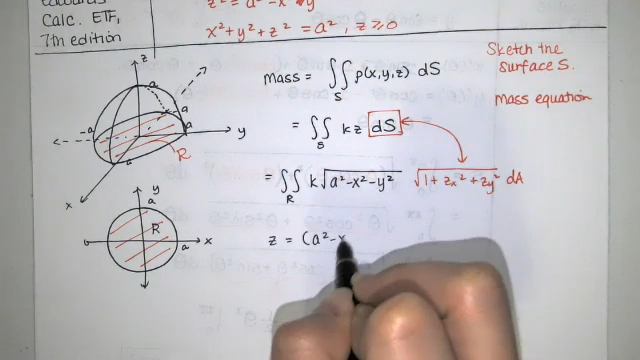 Calc. ETF,
7th edition
x² + y² + z² = a², z ≥ 0
Sketch the
surface S.
Mass equation
mass = ∬ ρ(x,y,z) dS
S
= ∬ kz dS
S
= ∬ k√(a²-x²-y²) √(1 + zx² + zy²) dA
R
z = (a² - x
z
a
a
-a
a
y
R
a
x
y
a
R
a
x